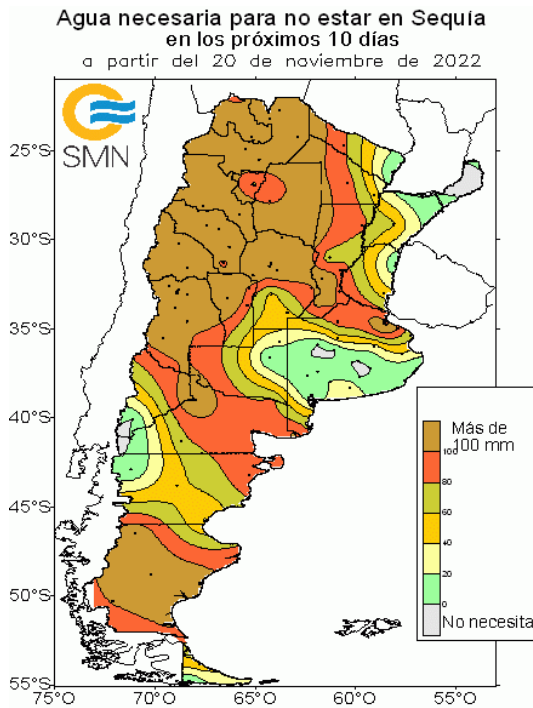 Agua necesaria para no estar en Sequía
en los próximos 10 días
a partir del 20 de noviembre de 2022
SMN
25°S
30°S
35°S
40°S
45°S
50°S
55°S
75°O
70°O
65°O
60°O
55°O
Más de
100 mm
100
80
60
40
20
0
No necesita